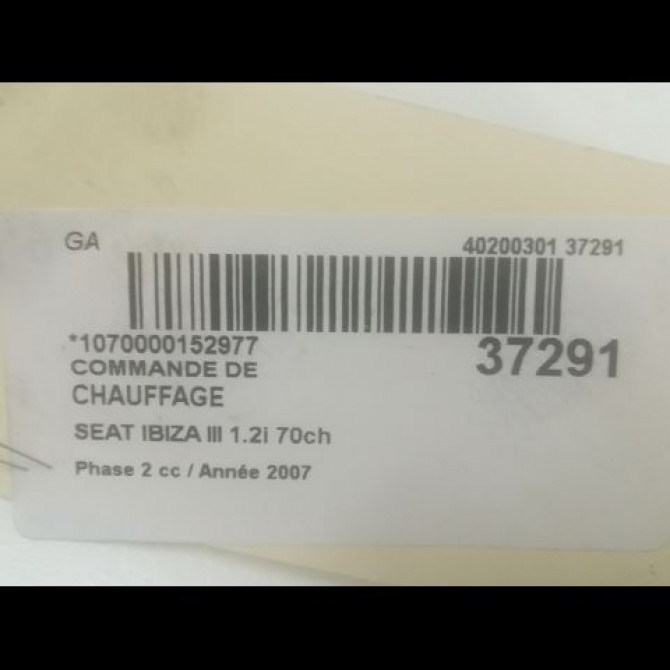 GA
40200301 37291
*1070000152977
37291
COMMANDE DE
CHAUFFAGE
SEAT IBIZA III 1.2i 70ch
Phase 2 cc / Année 2007